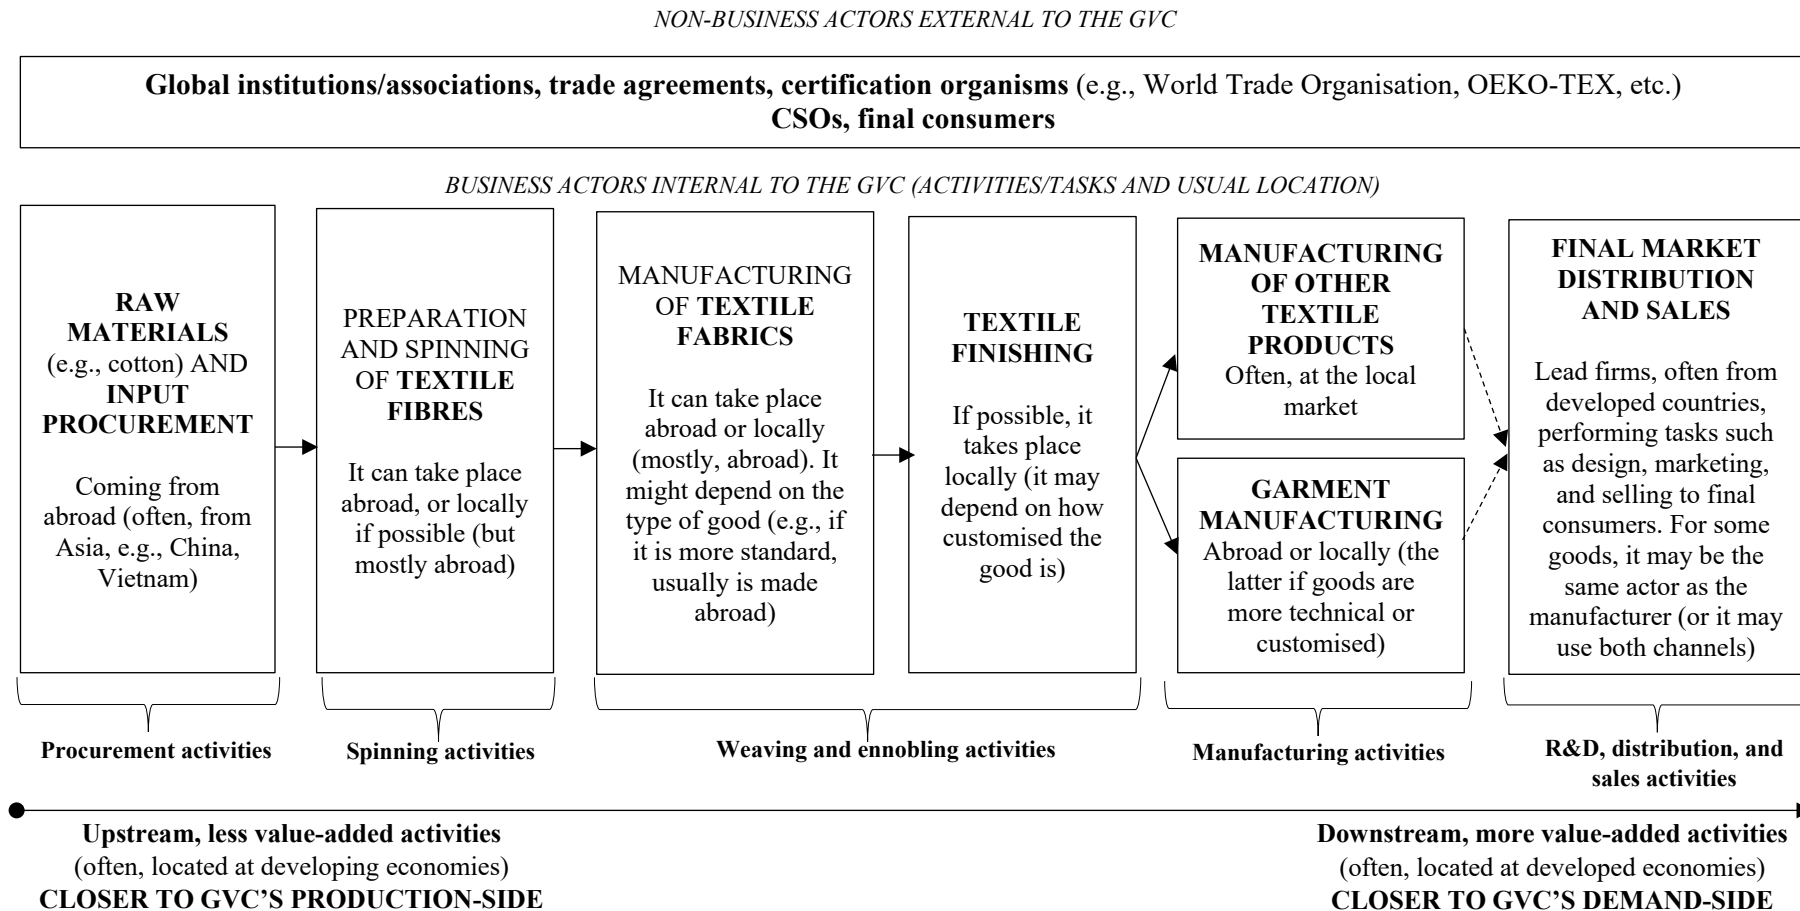 NON-BUSINESS ACTORS EXTERNAL TO THE GVC
Global institutions/associations, trade agreements, certification organisms (e.g., World Trade Organisation, OEKO-TEX, etc.)
CSOs, final consumers
BUSINESS ACTORS INTERNAL TO THE GVC (ACTIVITIES/TASKS AND USUAL LOCATION)
RAW
MATERIALS
(e.g., cotton) AND
INPUT
PROCUREMENT
Coming from
abroad (often, from
Asia, e.g., China,
Vietnam)
PREPARATION
AND SPINNING
OF TEXTILE
FIBRES
It can take place
abroad, or locally
if possible (but
mostly abroad)
MANUFACTURING
OF TEXTILE
FABRICS
It can take place
abroad or locally
(mostly, abroad). It
might depend on the
type of good (e.g., if
it is more standard,
usually is made
abroad)
TEXTILE
FINISHING
If possible, it
takes place
locally (it may
depend on how
customised the
good is)
MANUFACTURING
OF OTHER
TEXTILE
PRODUCTS
Often, at the local
market
GARMENT
MANUFACTURING
Abroad or locally (the
latter if goods are
more technical or
customised)
FINAL MARKET
DISTRIBUTION
AND SALES
Lead firms, often from
developed countries,
performing tasks such
as design, marketing,
and selling to final
consumers. For some
goods, it may be the
same actor as the
manufacturer (or it may
use both channels)
Procurement activities
Spinning activities
Weaving and ennobling activities
Manufacturing activities
R&D, distribution, and
sales activities
Upstream, less value-added activities
(often, located at developing economies)
CLOSER TO GVC'S PRODUCTION-SIDE
Downstream, more value-added activities
(often, located at developed economies)
CLOSER TO GVC'S DEMAND-SIDE